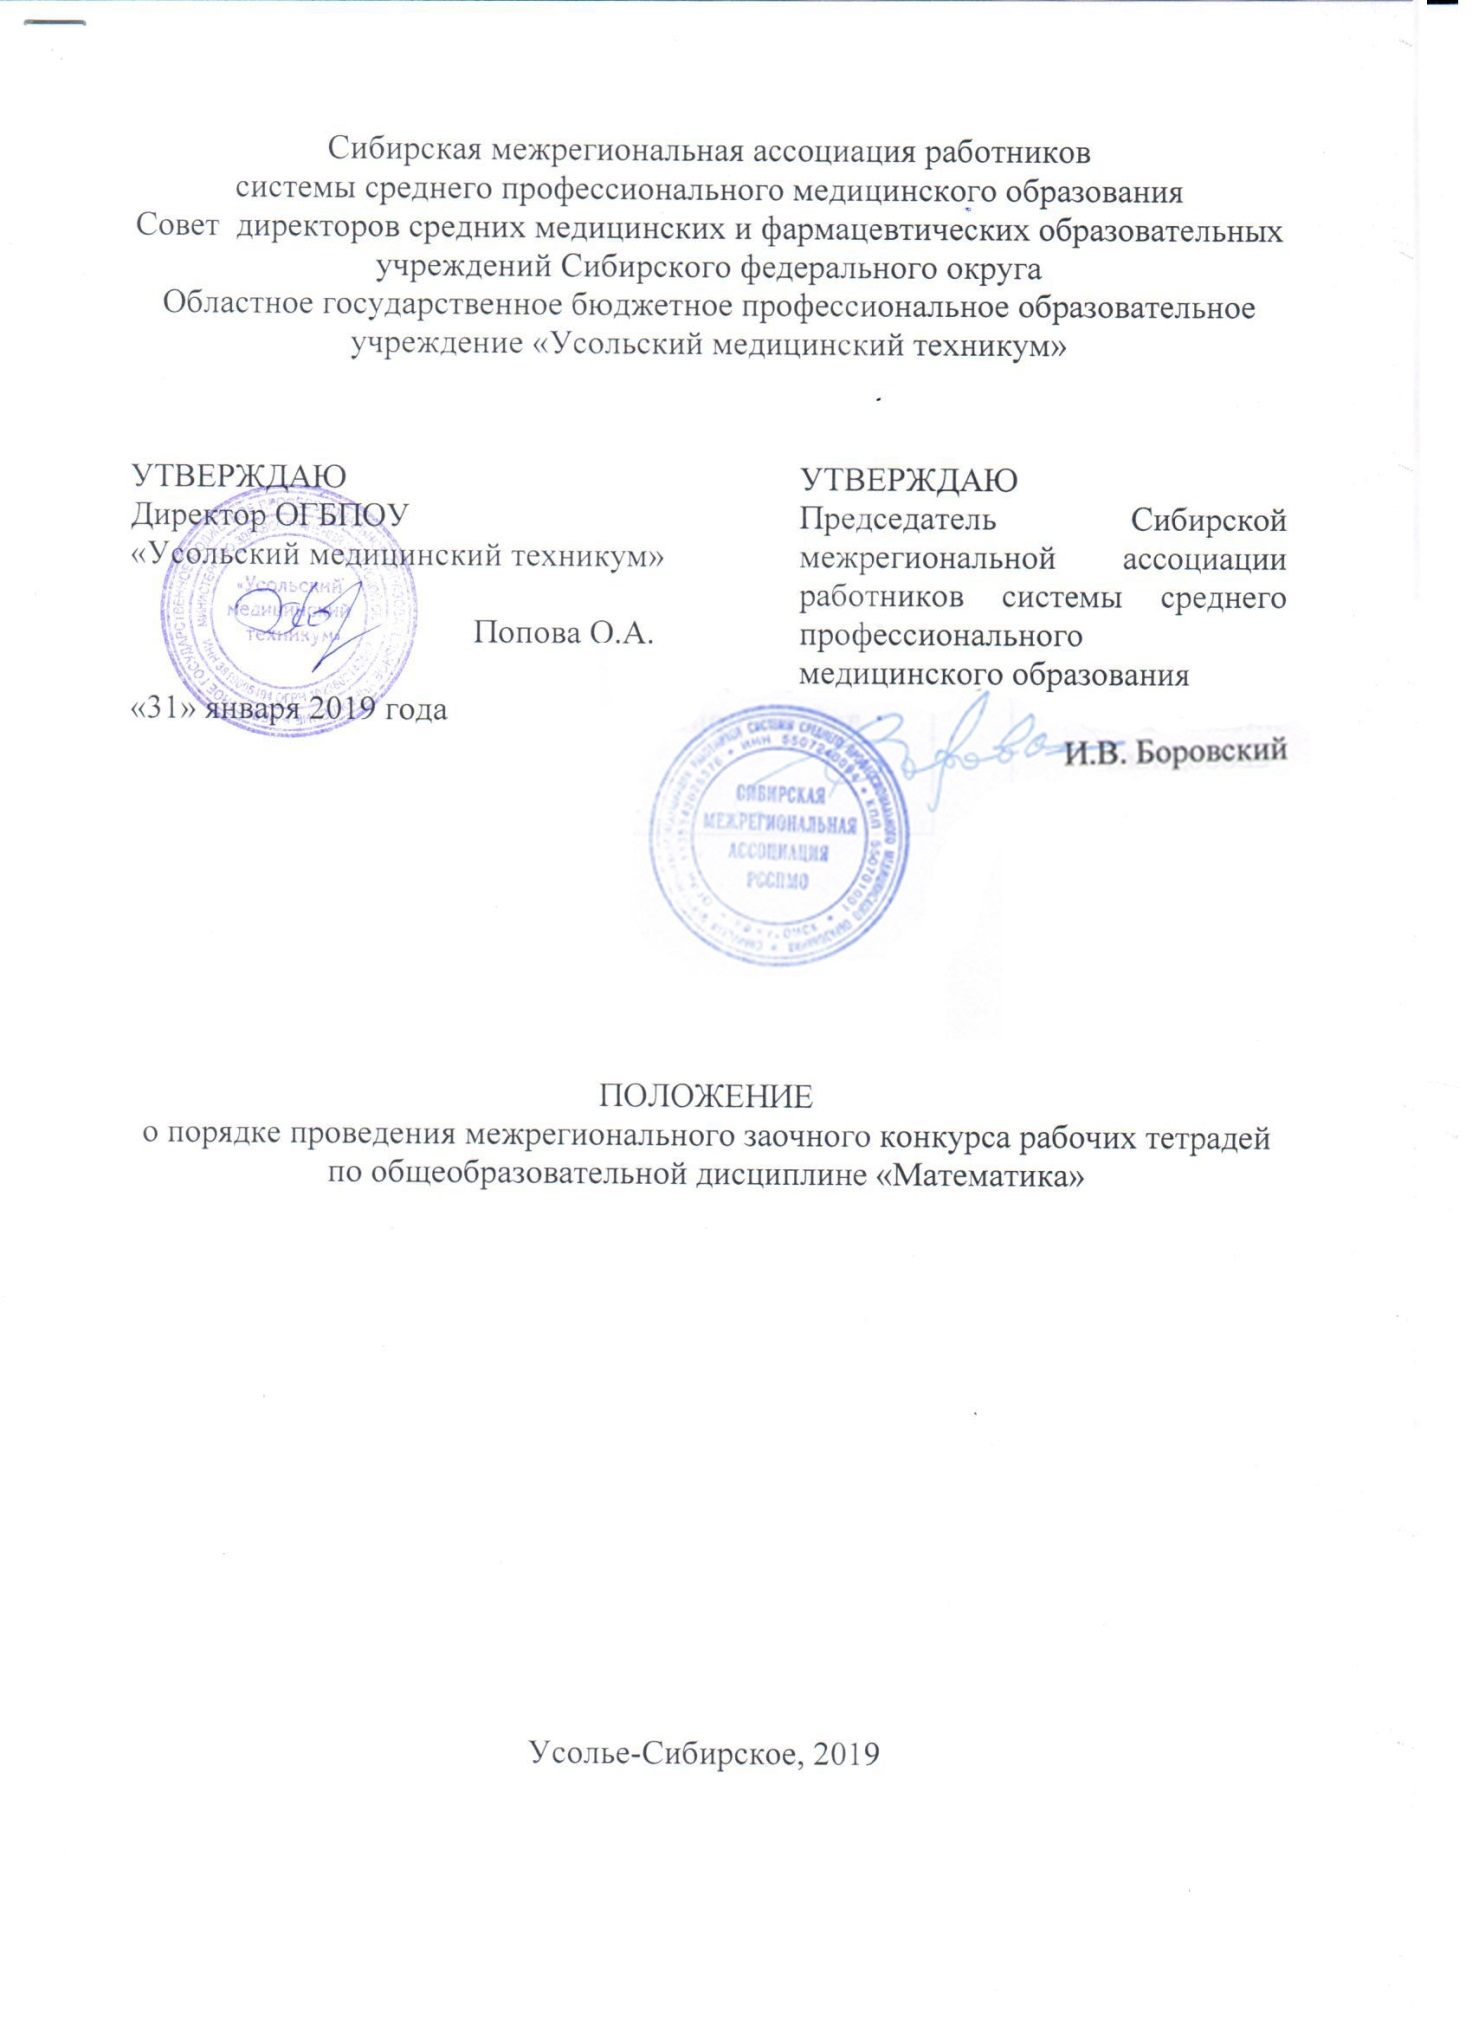 Сибирская межрегиональная ассоциация работников
системы среднего профессионального медицинского образования
Совет директоров средних медицинских и фармацевтических образовательных
учреждений Сибирского федерального округа
Областное государственное бюджетное профессиональное образовательное
учреждение «Усольский медицинский техникум»
УТВЕРЖДАЮ
Директор ОГБПОУ
«Усольский медицинский техникум»
«Усольский
медицинский
техникум»
Попова О.А.
«31» января 2019 года
УТВЕРЖДАЮ
Председатель Сибирской
межрегиональной ассоциации
работников системы среднего
профессионального
медицинского образования
И.В. Боровский
СИБИРСКАЯ
МЕЖРЕГИОНАЛЬНАЯ
АССОЦИАЦИЯ
РССПМО
ПОЛОЖЕНИЕ
о порядке проведения межрегионального заочного конкурса рабочих тетрадей
по общеобразовательной дисциплине «Математика»
Усолье-Сибирское, 2019